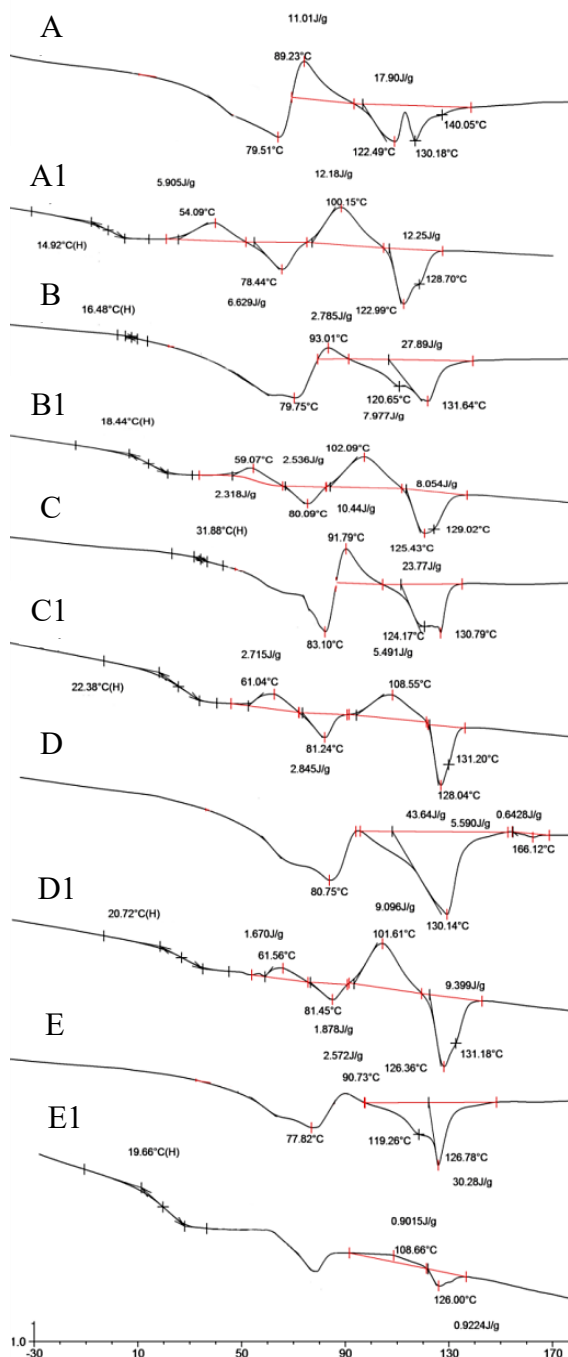 A
11.01J/g
89.23°C
17.90J/g
79.51°C
122.49°C
130.18°C
140.05°C
A1
5.905J/g
12.18J/g
54.09°C
100.15°C
14.92°C(H)
12.25J/g
78.44°C
128.70°C
6.629J/g
122.99°C
B
16.48°C(H)
2.785J/g
93.01°C
27.89J/g
79.75°C
120.65°C
131.64°C
7.977J/g
B1
18.44°C(H)
59.07°C
2.536J/g
102.09°C
2.318J/g
8.054J/g
80.09°C
10.44J/g
129.02°C
125.43°C
C
31.88°C(H)
91.79°C
23.77J/g
83.10°C
124.17°C
130.79°C
5.491J/g
C1
2.715J/g
61.04°C
108.55°C
22.38°C(H)
81.24°C
131.20°C
2.845J/g
128.04°C
D
43.64J/g
5.590J/g
0.6428J/g
166.12°C
80.75°C
130.14°C
D1
20.72°C(H)
9.096J/g
1.670J/g
101.61°C
61.56°C
9.399J/g
81.45°C
1.878J/g
131.18°C
E
2.572J/g
126.36°C
90.73°C
77.82°C
119.26°C
126.78°C
30.28J/g
E1
19.66°C(H)
0.9015J/g
108.66°C
126.00°C
0.9224J/g
1.0
-30 10 50 90 130 170